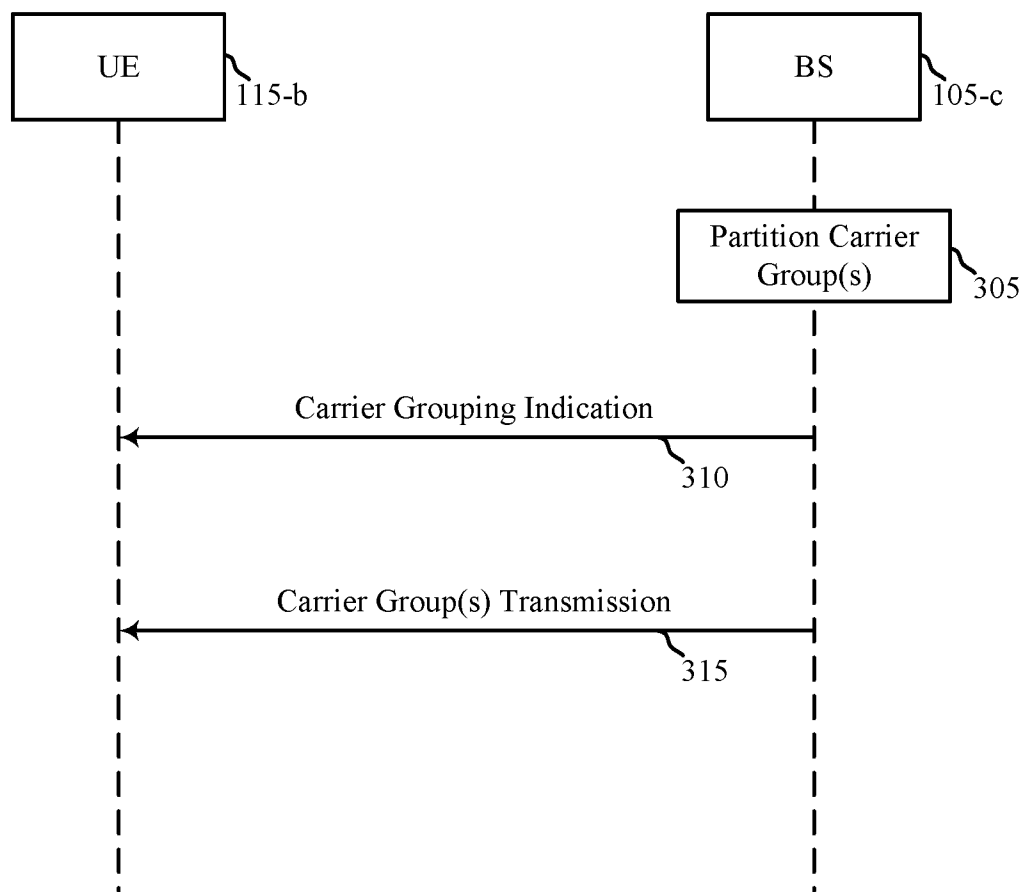 UE
BS
115-b
105-c
Partition Carrier
Group(s)
305
Carrier Grouping Indication
310
Carrier Group(s) Transmission
315